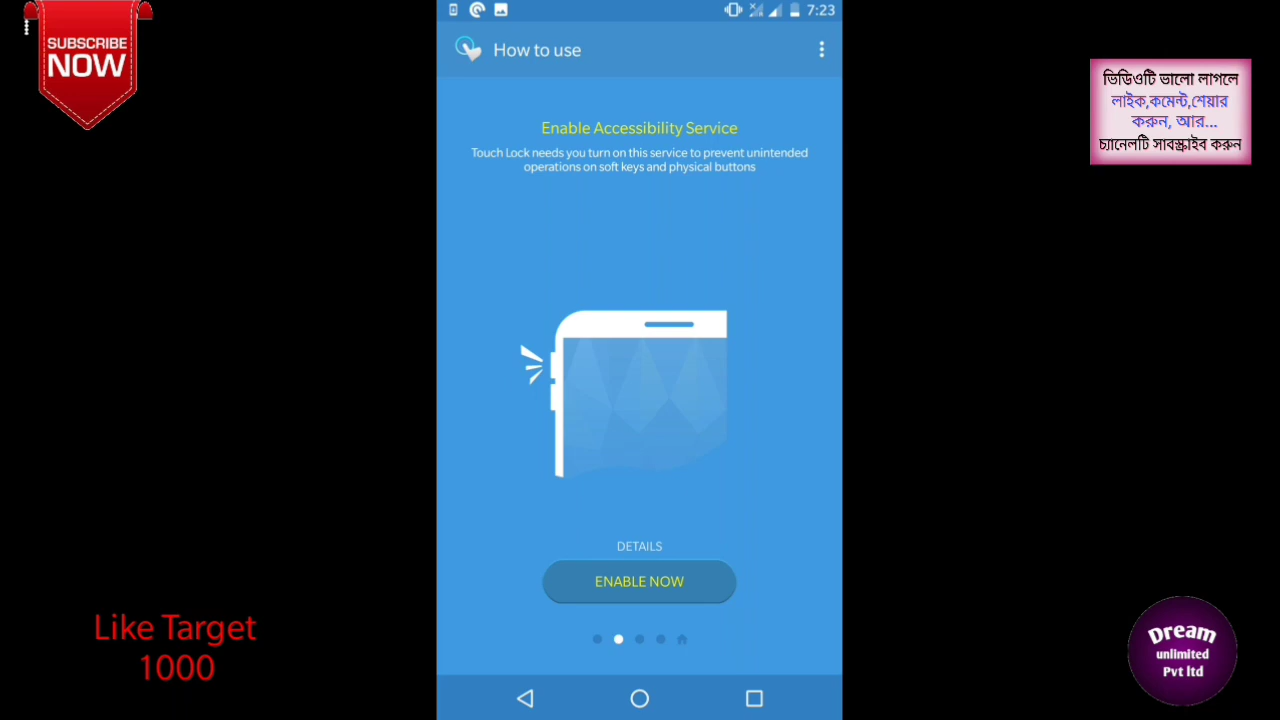 SUBSCRIBE
NOW
7:23
How to use
ভিডিওটি ভালো লাগলে
লাইক,কমেন্ট,শেয়ার
করুন, আর...
চ্যানেলটি সাবস্ক্রাইব করুন
Enable Accessibility Service
Touch Lock needs you turn on this service to prevent unintended
operations on soft keys and physical buttons
DETAILS
ENABLE NOW
Like Target
1000
Dream
unlimited
Pvt ltd